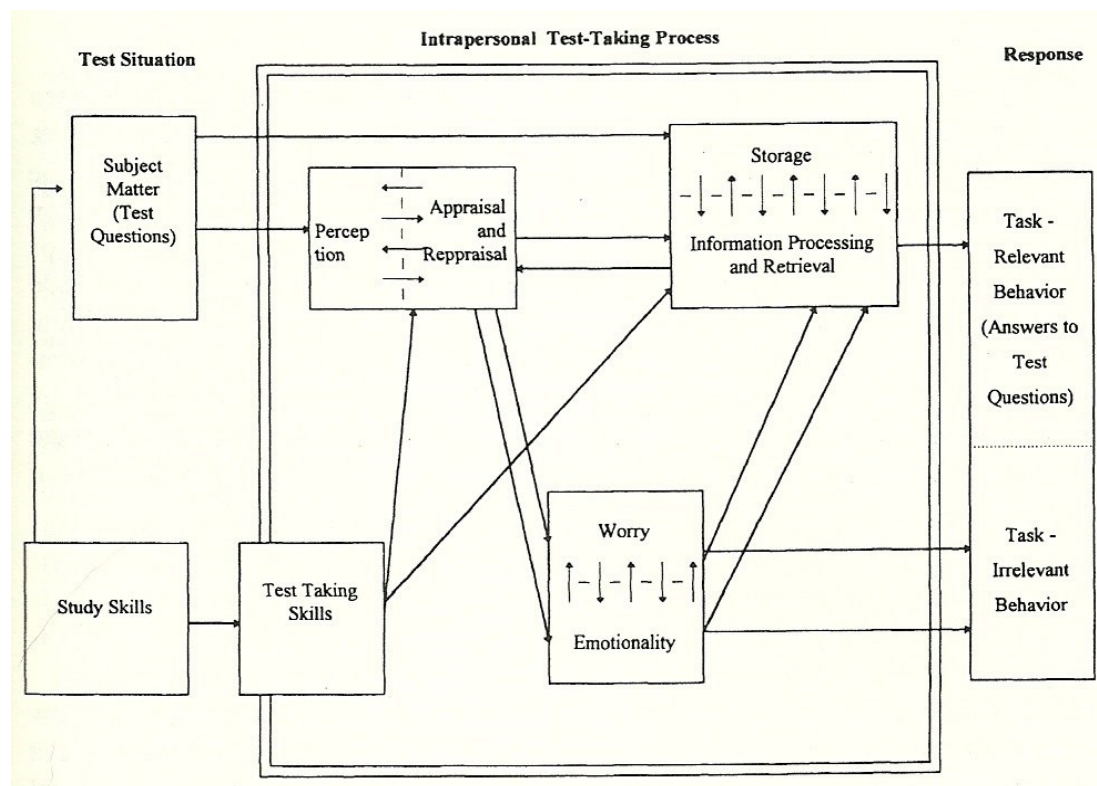 Intrapersonal Test-Taking Process
Test Situation
Response
Subject
Matter
(Test
Questions)
Percep
tion
Appraisal
and
Reppraisal
Storage
Information Processing
and Retrieval
Task -
Relevant
Behavior
(Answers to
Test
Questions)
Study Skills
Test Taking
Skills
Worry
Emotionality
Task -
Irrelevant
Behavior